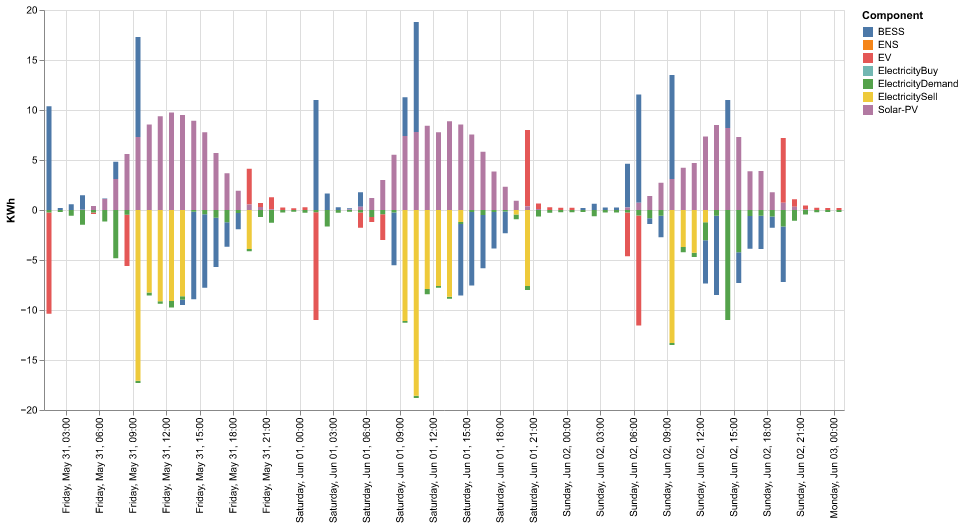 20
15
10
5
0
−5
−10
−15
−20
KWh
Friday, May 31, 03:00
Friday, May 31, 06:00
Friday, May 31, 09:00
Friday, May 31, 12:00
Friday, May 31, 15:00
Friday, May 31, 18:00
Friday, May 31, 21:00
Saturday, Jun 01, 00:00
Saturday, Jun 01, 03:00
Saturday, Jun 01, 06:00
Saturday, Jun 01, 09:00
Saturday, Jun 01, 12:00
Saturday, Jun 01, 15:00
Saturday, Jun 01, 18:00
Saturday, Jun 01, 21:00
Sunday, Jun 02, 00:00
Sunday, Jun 02, 03:00
Sunday, Jun 02, 06:00
Sunday, Jun 02, 09:00
Sunday, Jun 02, 12:00
Sunday, Jun 02, 15:00
Sunday, Jun 02, 18:00
Sunday, Jun 02, 21:00
Monday, Jun 03, 00:00
Component
BESS
ENS
EV
ElectricityBuy
ElectricityDemand
ElectricitySell
Solar-PV